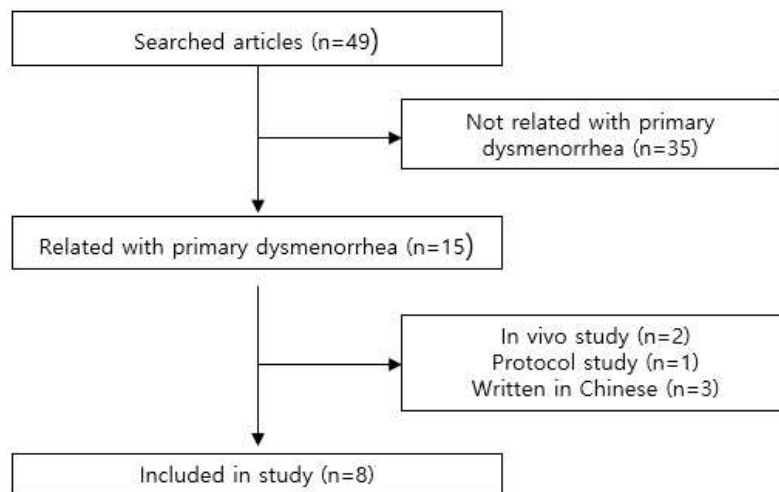 Searched articles (n=49)
Not related with primary
dysmenorrhea (n=35)
Related with primary dysmenorrhea (n=15)
In vivo study (n=2)
Protocol study (n=1)
Written in Chinese (n=3)
Included in study (n=8)